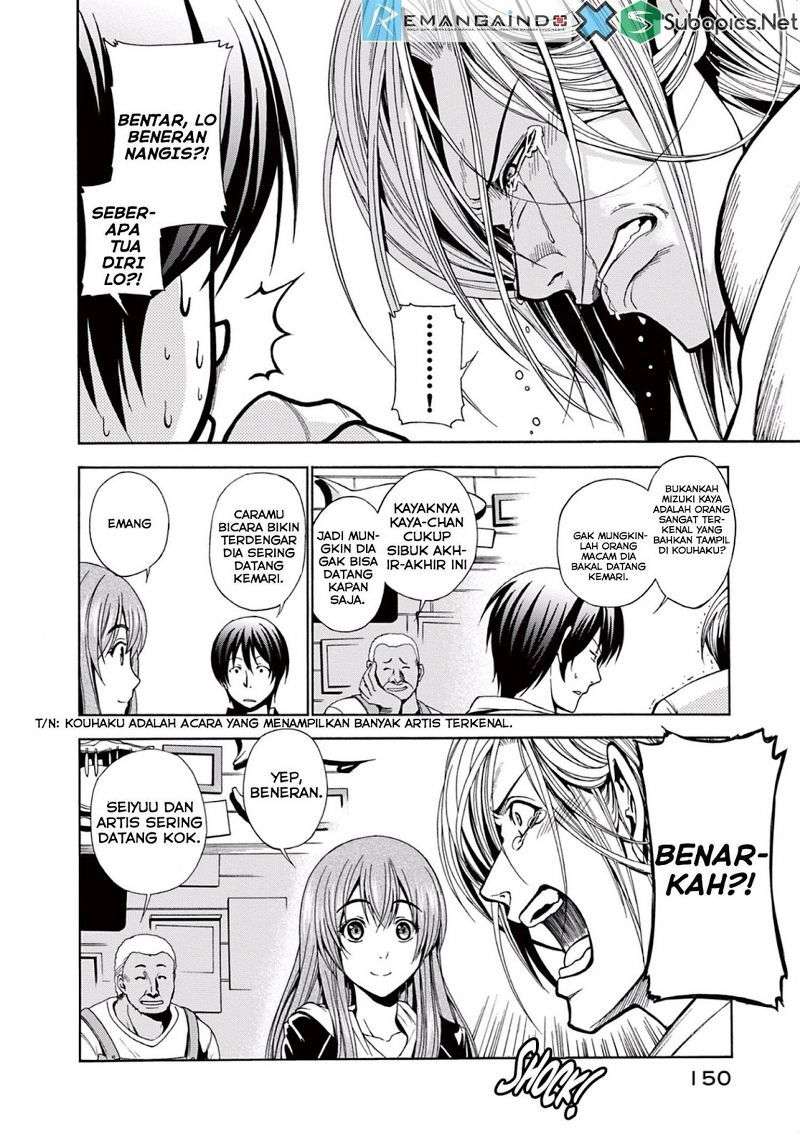 REMANGAINDO
Subapics.Net
BENTAR, LO
BENERAN
NANGIS?!
SEBER-
APA
TUA
DIRI
LO?!
.......!
BUKANKAH
MIZUKI KAYA
ADALAH ORANG
SANGAT TER-
KENAL YANG
BAHKAN TAMPIL
DI KOUHAKU?
GAK MUNGKIN-
LAH ORANG
MACAM DIA
BAKAL DATANG
KEMARI.
KAYAKNYA
KAYA-CHAN
CUKUP
SIBUK AKH-
IR-AKHIR INI
JADI MUN-
GKIN DIA
GAK BISA
DATANG
KAPAN
SAJA.
CARAMU
BICARA BIKIN
TERDENGAR
DIA SERING
DATANG
KEMARI.
EMANG
T/N: KOUHAKU ADALAH ACARA YANG MENAMPILKAN BANYAK ARTIS TERKENAL.
BENAR-
KAH?!
YEP,
BENERAN.
SEIYUU DAN
ARTIS SERING
DATANG KOK.
SHOCK!
150